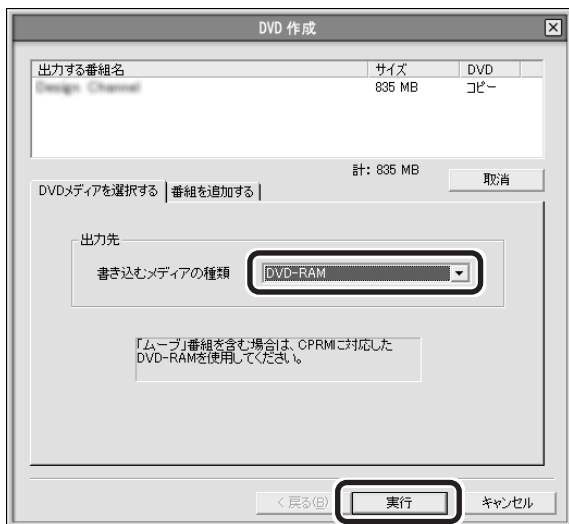 DVD 作成
出力する番組名 サイズ DVD
Design Channel 835 MB コピー
計: 835 MB
取消
DVDメディアを選択する 番組を追加する
出力先
書き込むメディアの種類 DVD-RAM
「ムーブ」番組を含む場合は、CPRMに対応した
DVD-RAMを使用してください。
< 戻る(B) 実行 キャンセル